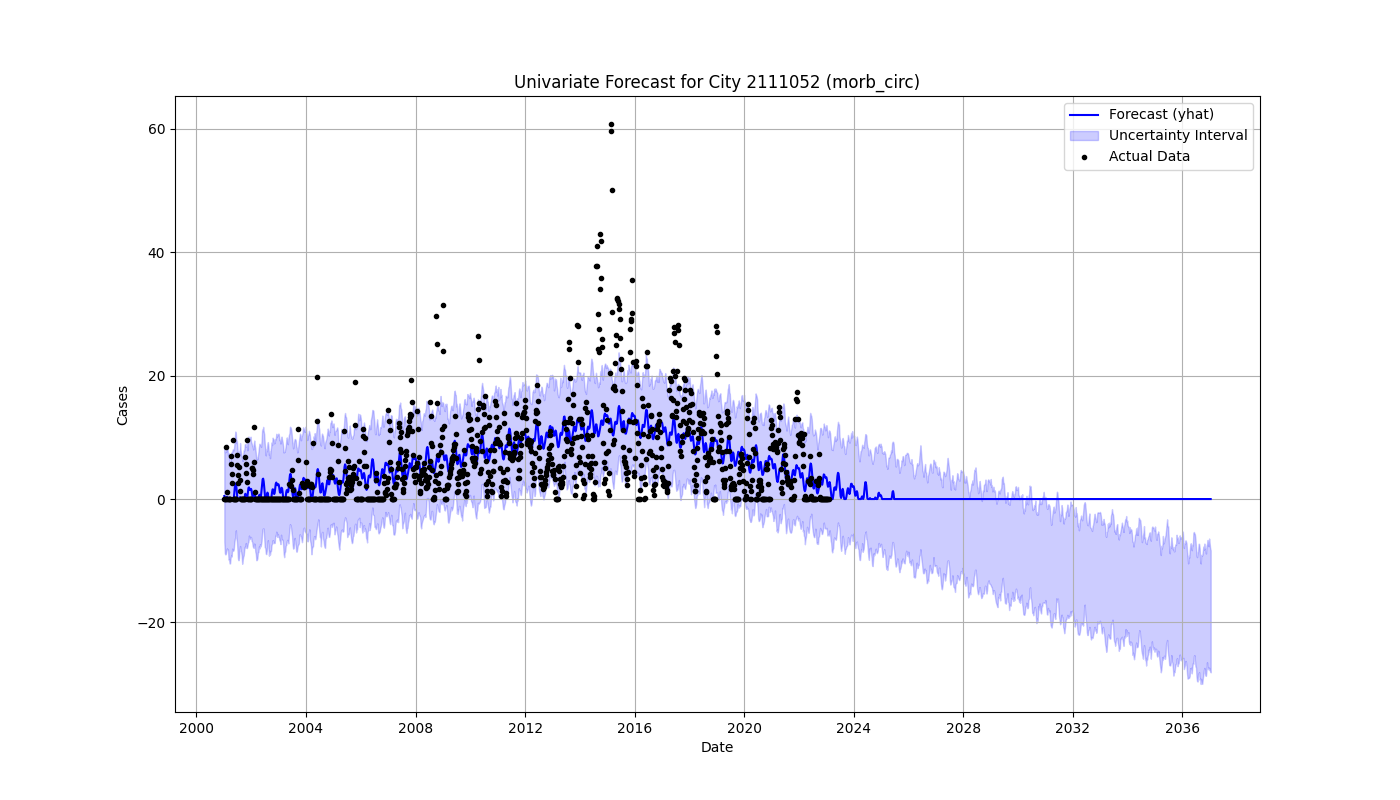 Univariate Forecast for City 2111052 (morb_circ)
Forecast (yhat)
Uncertainty Interval
Actual Data
Cases
60
40
20
0
−20
2000 2004 2008 2012 2016 2020 2024 2028 2032 2036
Date